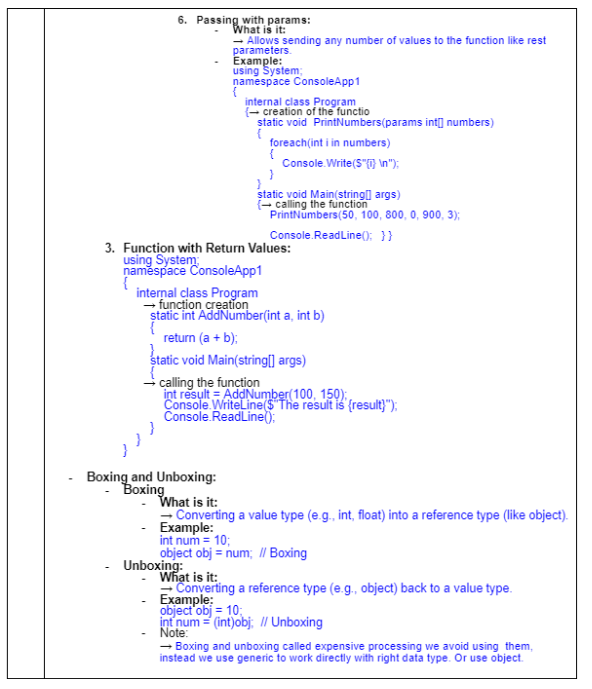 6. Passing with params:
- What is it:
→ Allows sending any number of values to the function like rest
parameters.
- Example:
using System;
namespace ConsoleApp1
{
internal class Program
{→ creation of the functio
static void PrintNumbers(params int[] numbers)
{
foreach(int i in numbers)
{
Console.Write($"{i} \n");
}
}
static void Main(string[] args)
{→ calling the function
PrintNumbers(50, 100, 800, 0, 900, 3);
Console.ReadLine(); } }
3. Function with Return Values:
using System;
namespace ConsoleApp1
{
internal class Program
→ function creation
static int AddNumber(int a, int b)
{
return (a + b);
}
static void Main(string[] args)
{
→ calling the function
int result = AddNumber(100, 150);
Console.WriteLine($"The result is {result}");
Console.ReadLine();
}
}
}
- Boxing and Unboxing:
- Boxing
- What is it:
→ Converting a value type (e.g., int, float) into a reference type (like object).
- Example:
int num = 10;
object obj = num; // Boxing
- Unboxing:
- What is it:
→ Converting a reference type (e.g., object) back to a value type.
- Example:
object obj = 10;
int num = (int)obj; // Unboxing
- Note:
→ Boxing and unboxing called expensive processing we avoid using them,
instead we use generic to work directly with right data type. Or use object.